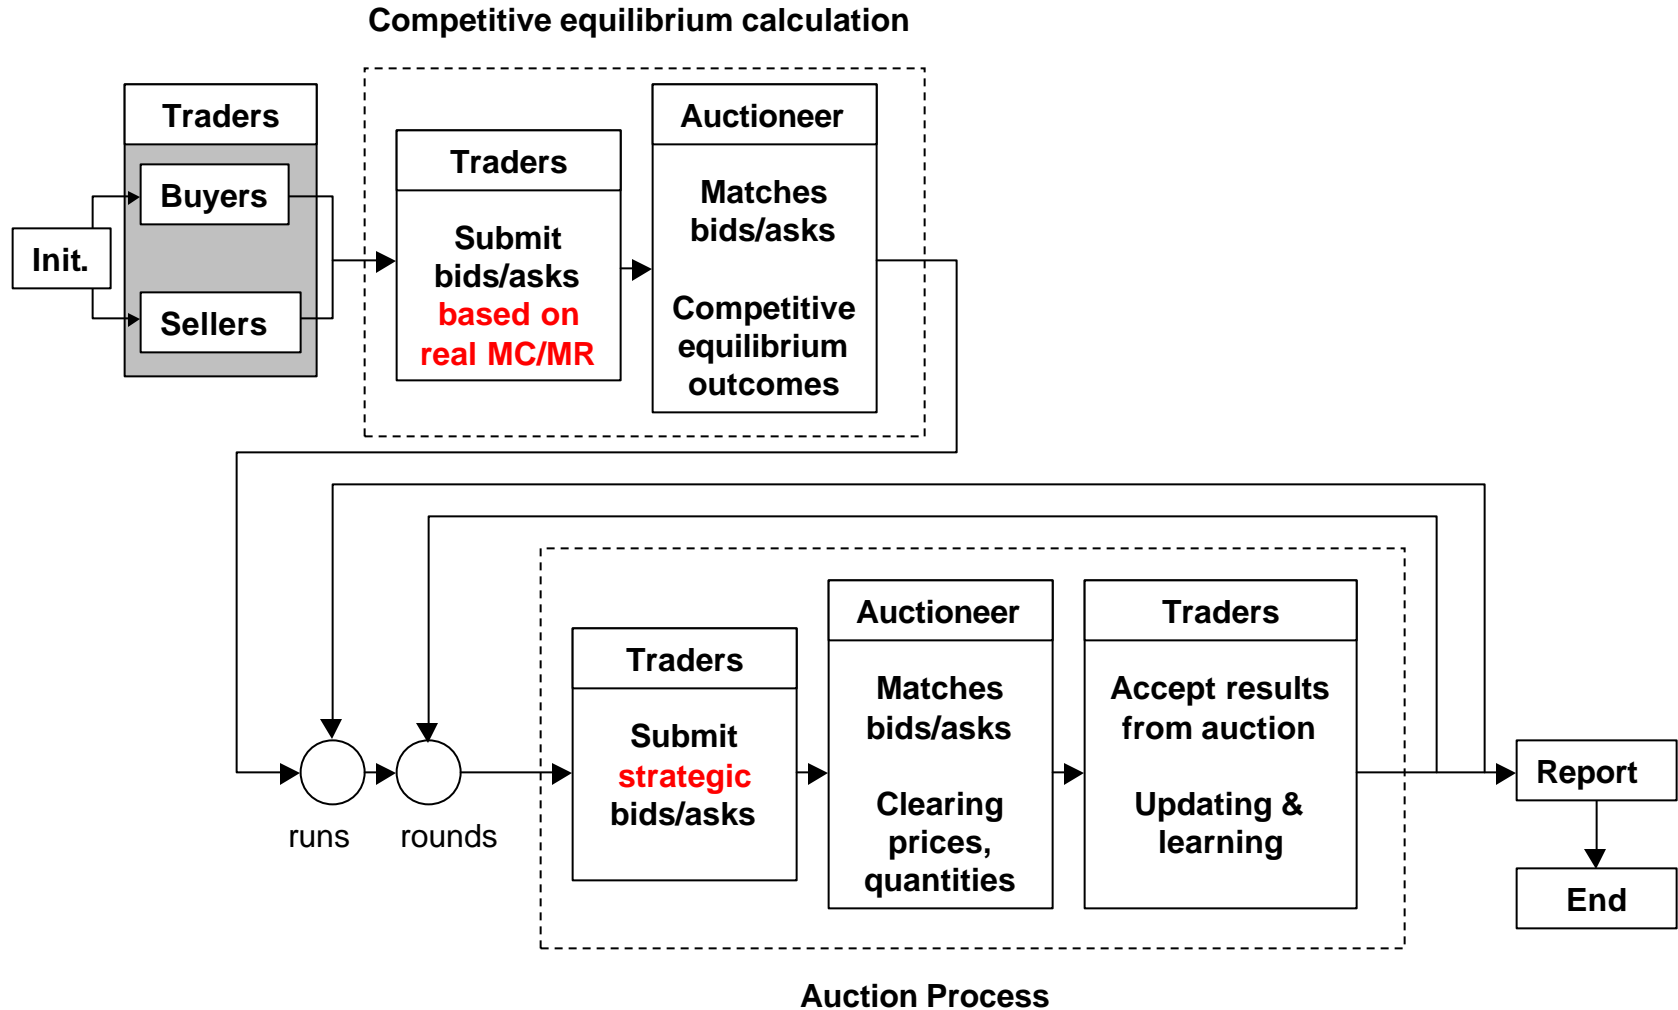 Competitive equilibrium calculation
Traders
Buyers
Sellers
Init.
Traders
Submit
bids/asks
based on
real MC/MR
Auctioneer
Matches
bids/asks
Competitive
equilibrium
outcomes
runs
rounds
Traders
Submit
strategic
bids/asks
Auctioneer
Matches
bids/asks
Clearing
prices,
quantities
Traders
Accept results
from auction
Updating &
learning
Report
End
Auction Process